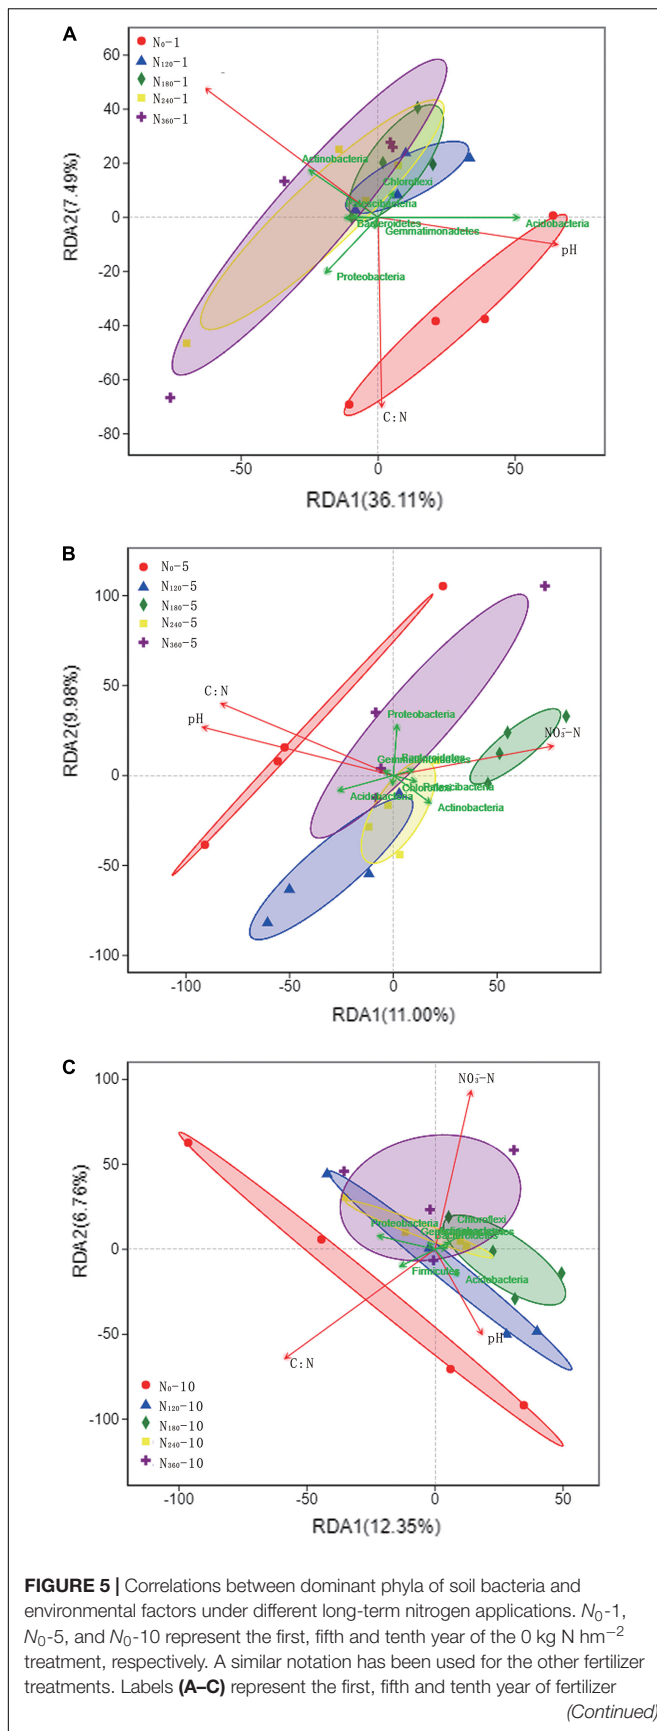 A
N₀-1
N₁₂₀-1
N₁₈₀-1
N₂₄₀-1
N₃₆₀-1
60
40
20
0
-20
-40
-60
-80
RDA2(7.49%)
Actinobacteria
Chloroflexi
Bacteroidetes
Gemmatimonadetes
Acidobacteria
pH
Proteobacteria
C:N
-50
0
50
RDA1(36.11%)
B
N₀-5
N₁₂₀-5
N₁₈₀-5
N₂₄₀-5
N₃₆₀-5
100
50
0
-50
-100
RDA2(9.98%)
C:N
pH
Proteobacteria
NO₃⁻-N
Bacteroidetes
Gemmatimonadetes
Chloroflexi
Patescibacteria
Acidobacteria
Actinobacteria
-100
-50
0
50
RDA1(11.00%)
C
100
50
0
-50
-100
RDA2(6.76%)
NO₃⁻-N
Chloroflexi
Proteobacteria
Bacteroidetes
Firmicutes
Acidobacteria
pH
C:N
N₀-10
N₁₂₀-10
N₁₈₀-10
N₂₄₀-10
N₃₆₀-10
-100
-50
0
50
RDA1(12.35%)
FIGURE 5 | Correlations between dominant phyla of soil bacteria and
environmental factors under different long-term nitrogen applications. N₀-1,
N₀-5, and N₀-10 represent the first, fifth and tenth year of the 0 kg N hm⁻²
treatment, respectively. A similar notation has been used for the other fertilizer
treatments. Labels (A–C) represent the first, fifth and tenth year of fertilizer
(Continued)